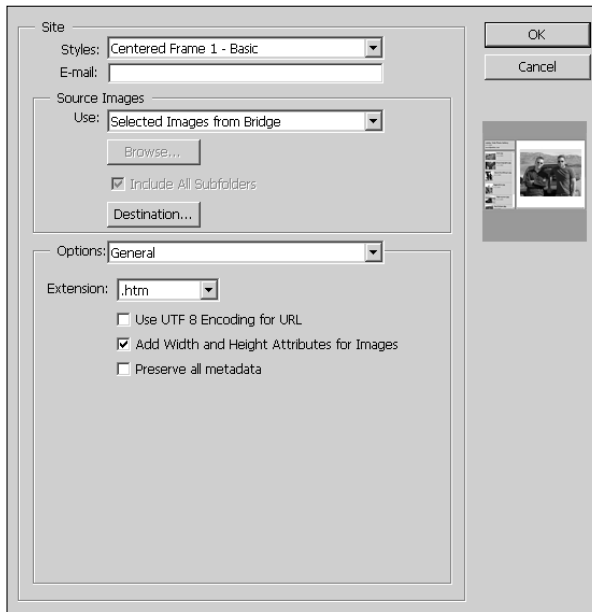 Site
Styles: Centered Frame 1 - Basic
E-mail:
Source Images
Use: Selected Images from Bridge
Browse...
Include All Subfolders
Destination...
Options: General
Extension: .htm
Use UTF 8 Encoding for URL
Add Width and Height Attributes for Images
Preserve all metadata
OK
Cancel